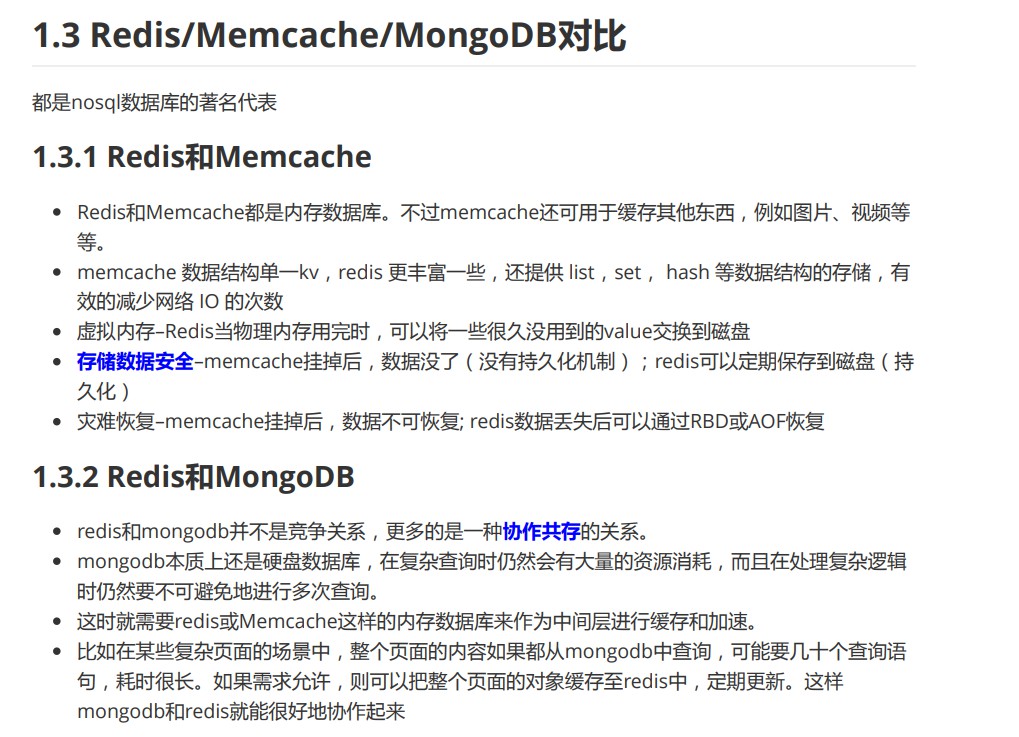 1.3 Redis/Memcache/MongoDB对比
都是nosql数据库的著名代表
1.3.1 Redis和Memcache
Redis和Memcache都是内存数据库。不过memcache还可用于缓存其他东西，例如图片、视频等
等。
memcache 数据结构单一kv，redis 更丰富一些，还提供 list，set， hash 等数据结构的存储，有
效的减少网络 IO 的次数
虚拟内存–Redis当物理内存用完时，可以将一些很久没用到的value交换到磁盘
存储数据安全–memcache挂掉后，数据没了（没有持久化机制）；redis可以定期保存到磁盘（持
久化）
灾难恢复–memcache挂掉后，数据不可恢复; redis数据丢失后可以通过RBD或AOF恢复
1.3.2 Redis和MongoDB
redis和mongodb并不是竞争关系，更多的是一种协作共存的关系。
mongodb本质上还是硬盘数据库，在复杂查询时仍然会有大量的资源消耗，而且在处理复杂逻辑
时仍然要不可避免地进行多次查询。
这时就需要redis或Memcache这样的内存数据库来作为中间层进行缓存和加速。
比如在某些复杂页面的场景中，整个页面的内容如果都从mongodb中查询，可能要几十个查询语
句，耗时很长。如果需求允许，则可以把整个页面的对象缓存至redis中，定期更新。这样
mongodb和redis就能很好地协作起来